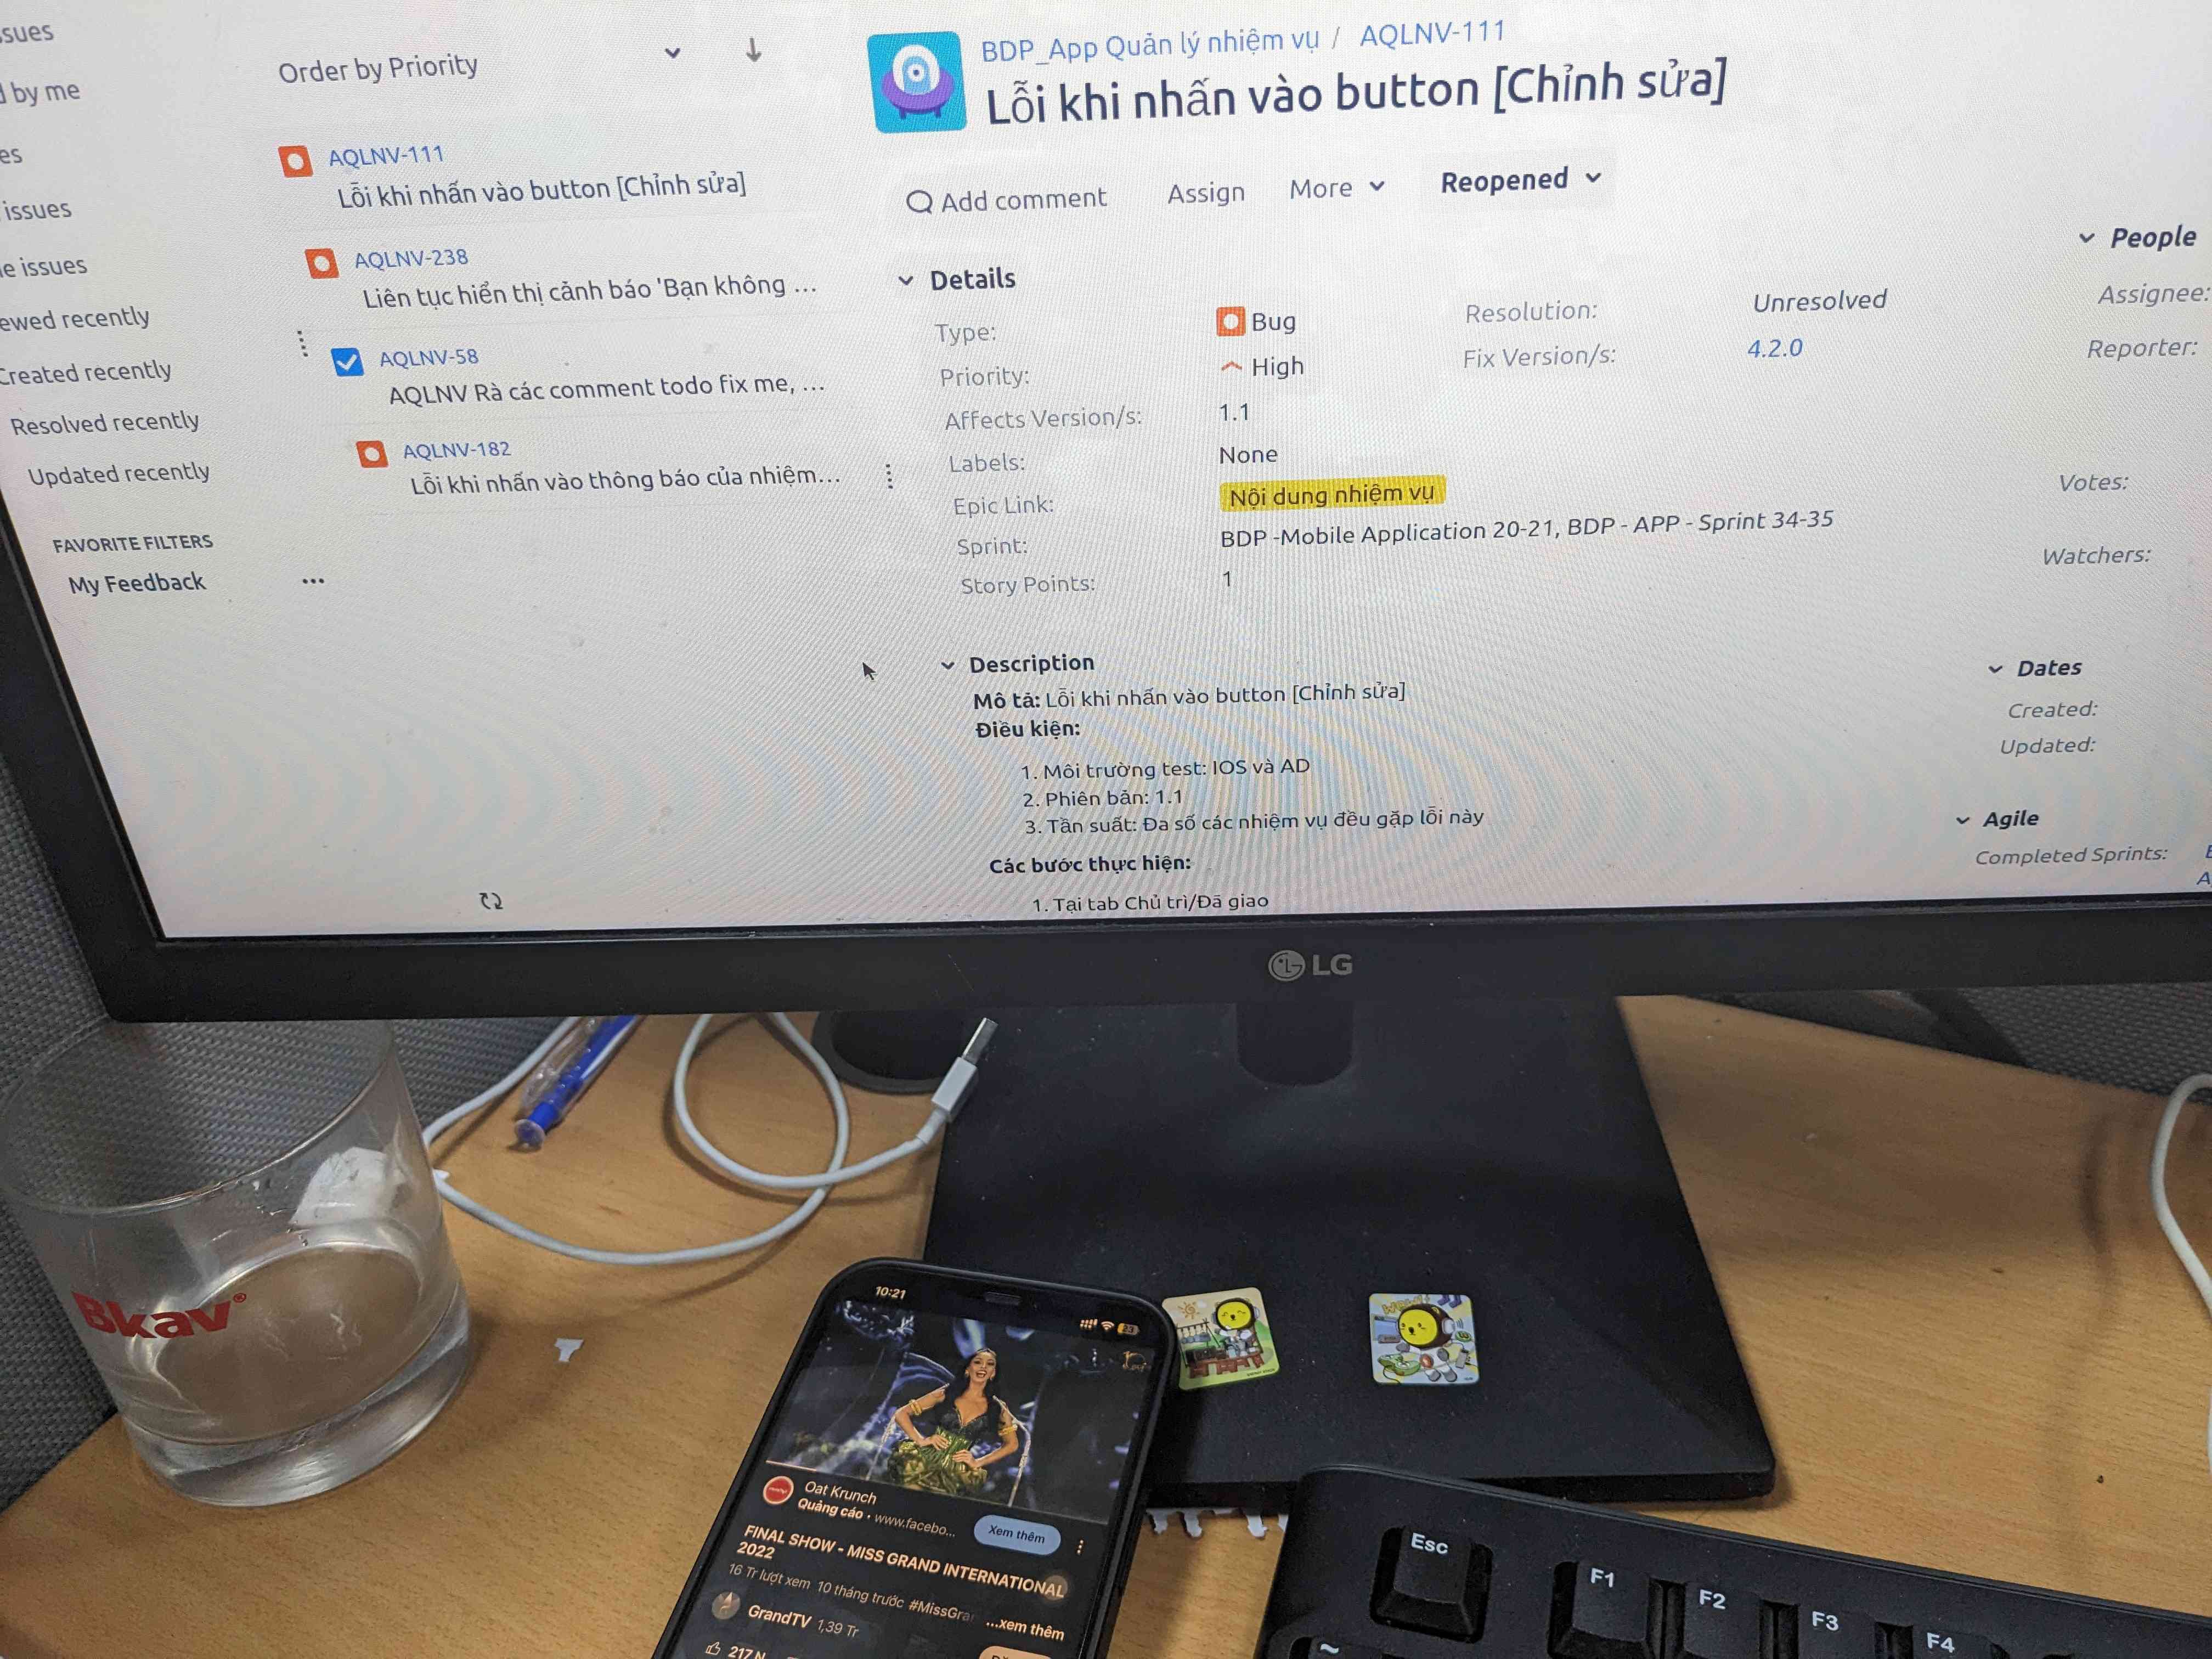 ssues
by me
es
issues
e issues
ewed recently
Created recently
Resolved recently
Updated recently
FAVORITE FILTERS
My Feedback
...
Order by Priority
AQLNV-111
Lỗi khi nhấn vào button [Chỉnh sửa]
AQLNV-238
Liên tục hiển thị cảnh báo 'Bạn không ...
AQLNV-58
AQLNV Rà các comment todo fix me, ...
AQLNV-182
Lỗi khi nhấn vào thông báo của nhiệm...
BDP_App Quản lý nhiệm vụ / AQLNV-111
Lỗi khi nhấn vào button [Chỉnh sửa]
Add comment Assign More Reopened
Details
Type: Bug Resolution: Unresolved
Priority: High Fix Version/s: 4.2.0
Affects Version/s: 1.1
Labels: None
Epic Link: Nội dung nhiệm vụ
Sprint: BDP -Mobile Application 20-21, BDP - APP - Sprint 34-35
Story Points: 1
People
Assignee:
Reporter:
Votes:
Watchers:
Description
Mô tả: Lỗi khi nhấn vào button [Chỉnh sửa]
Điều kiện:
1. Môi trường test: IOS và AD
2. Phiên bản: 1.1
3. Tần suất: Đa số các nhiệm vụ đều gặp lỗi này
Các bước thực hiện:
1. Tại tab Chủ trì/Đã giao
Dates
Created:
Updated:
Agile
Completed Sprints:
LG
Bkav®
10:21
23
Oat Krunch
Quảng cáo · www.facebo...
Xem thêm
FINAL SHOW - MISS GRAND INTERNATIONAL
2022
16 Tr lượt xem 10 tháng trước #MissGra ...xem thêm
GrandTV 1,39 Tr
217 N
Esc
F1
F2
F3
F4
~